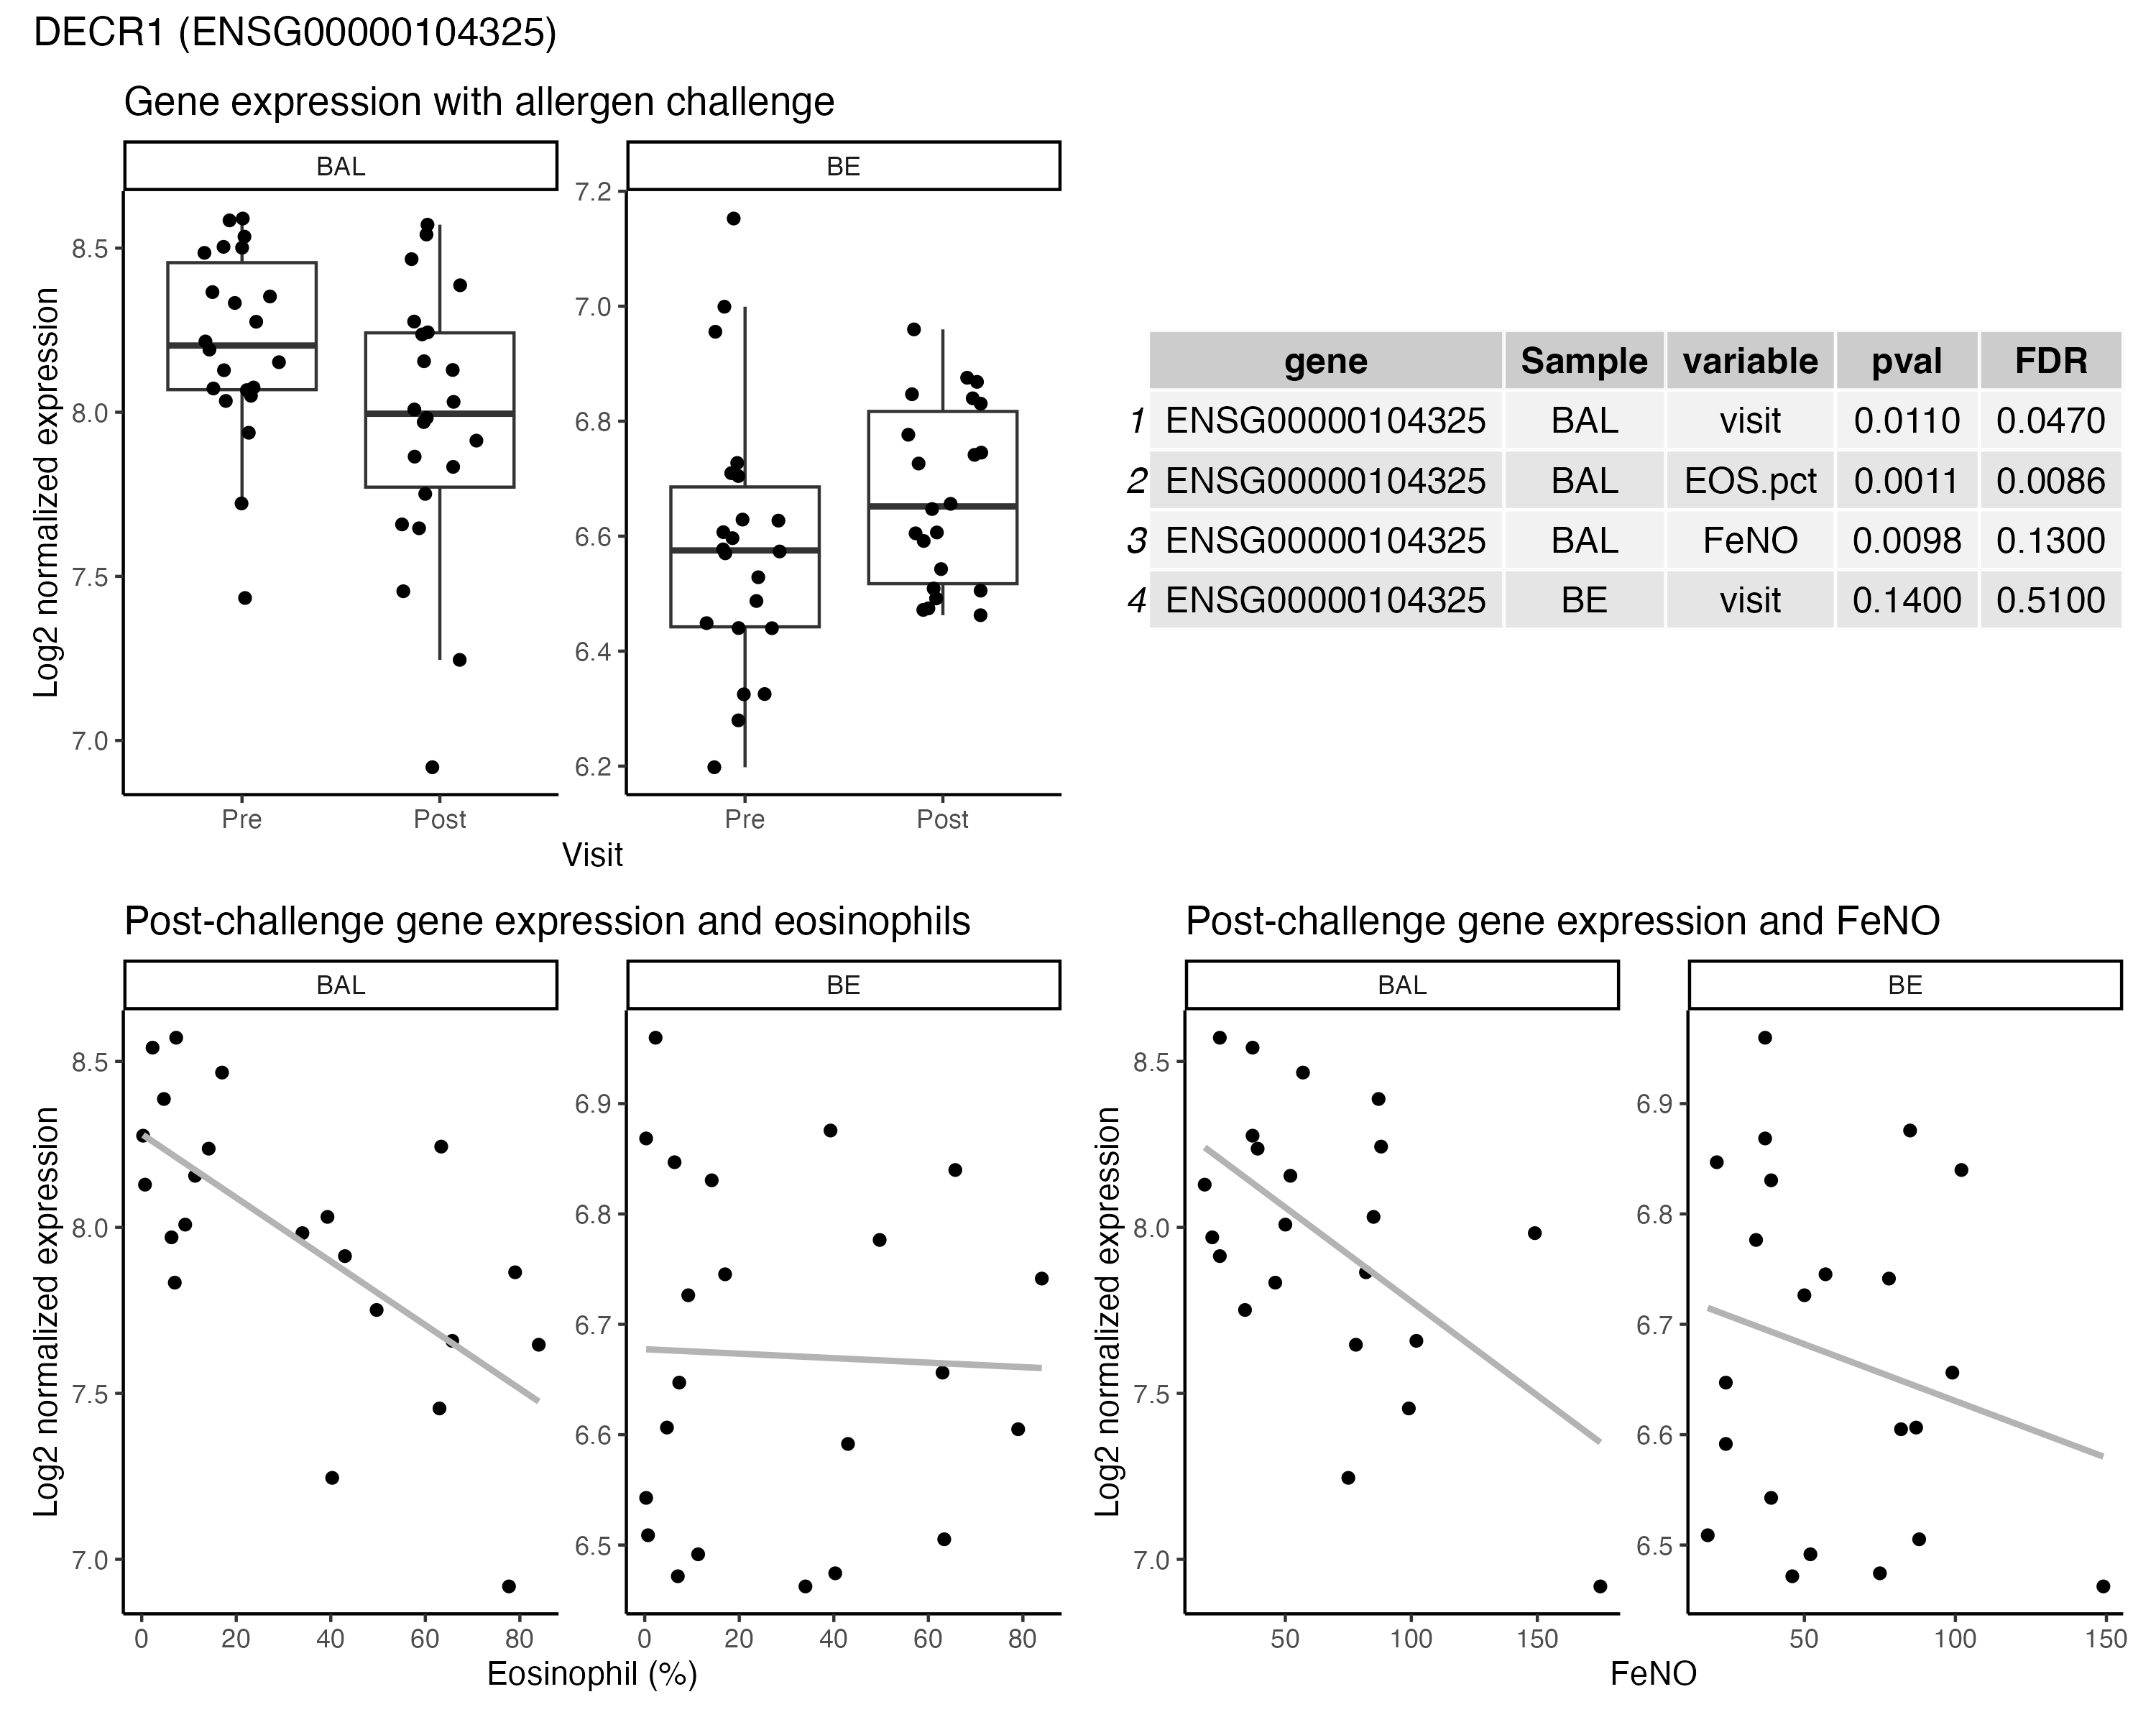 DECR1 (ENSG00000104325)
Gene expression with allergen challenge
BAL
BE
Log2 normalized expression
8.5
8.0
7.5
7.0
7.2
7.0
6.8
6.6
6.4
6.2
Pre
Post
Pre
Post
Visit
gene Sample variable pval FDR
1 ENSG00000104325 BAL visit 0.0110 0.0470
2 ENSG00000104325 BAL EOS.pct 0.0011 0.0086
3 ENSG00000104325 BAL FeNO 0.0098 0.1300
4 ENSG00000104325 BE visit 0.1400 0.5100
Post-challenge gene expression and eosinophils
BAL
BE
Log2 normalized expression
8.5
8.0
7.5
7.0
6.9
6.8
6.7
6.6
6.5
0 20 40 60 80
0 20 40 60 80
Eosinophil (%)
Post-challenge gene expression and FeNO
BAL
BE
Log2 normalized expression
8.5
8.0
7.5
7.0
6.9
6.8
6.7
6.6
6.5
50 100 150
50 100 150
FeNO